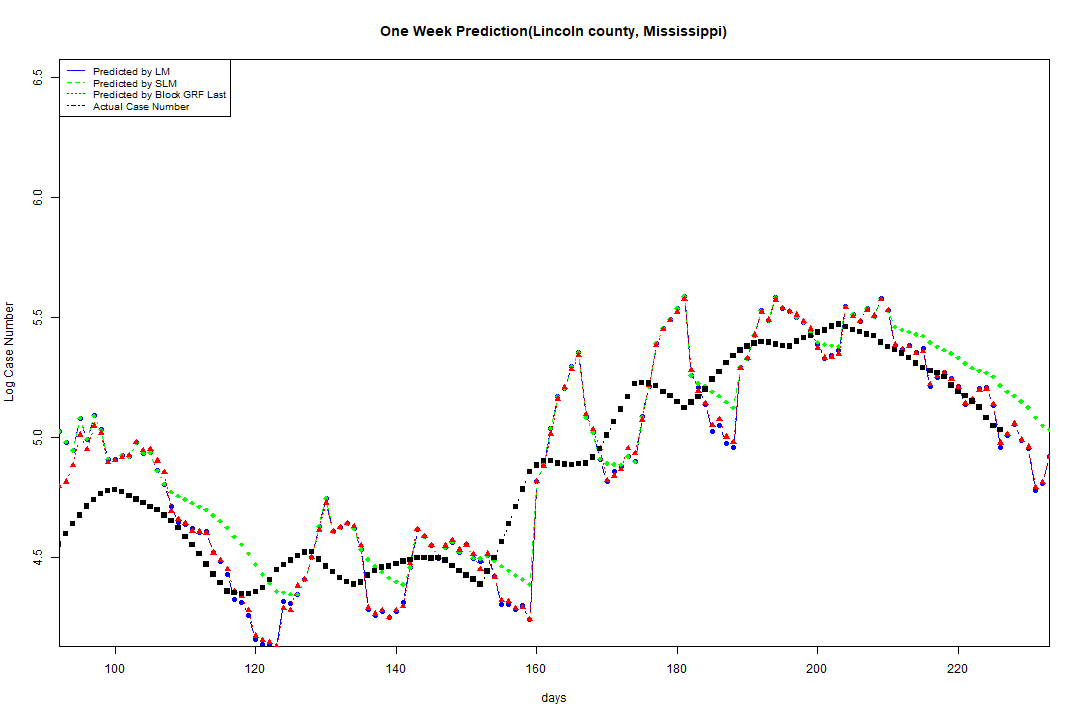 One Week Prediction(Lincoln county, Mississippi)
Predicted by LM
Predicted by SLM
Predicted by Block GRF Last
Actual Case Number
6.5
6.0
5.5
5.0
4.5
Log Case Number
100 120 140 160 180 200 220
days